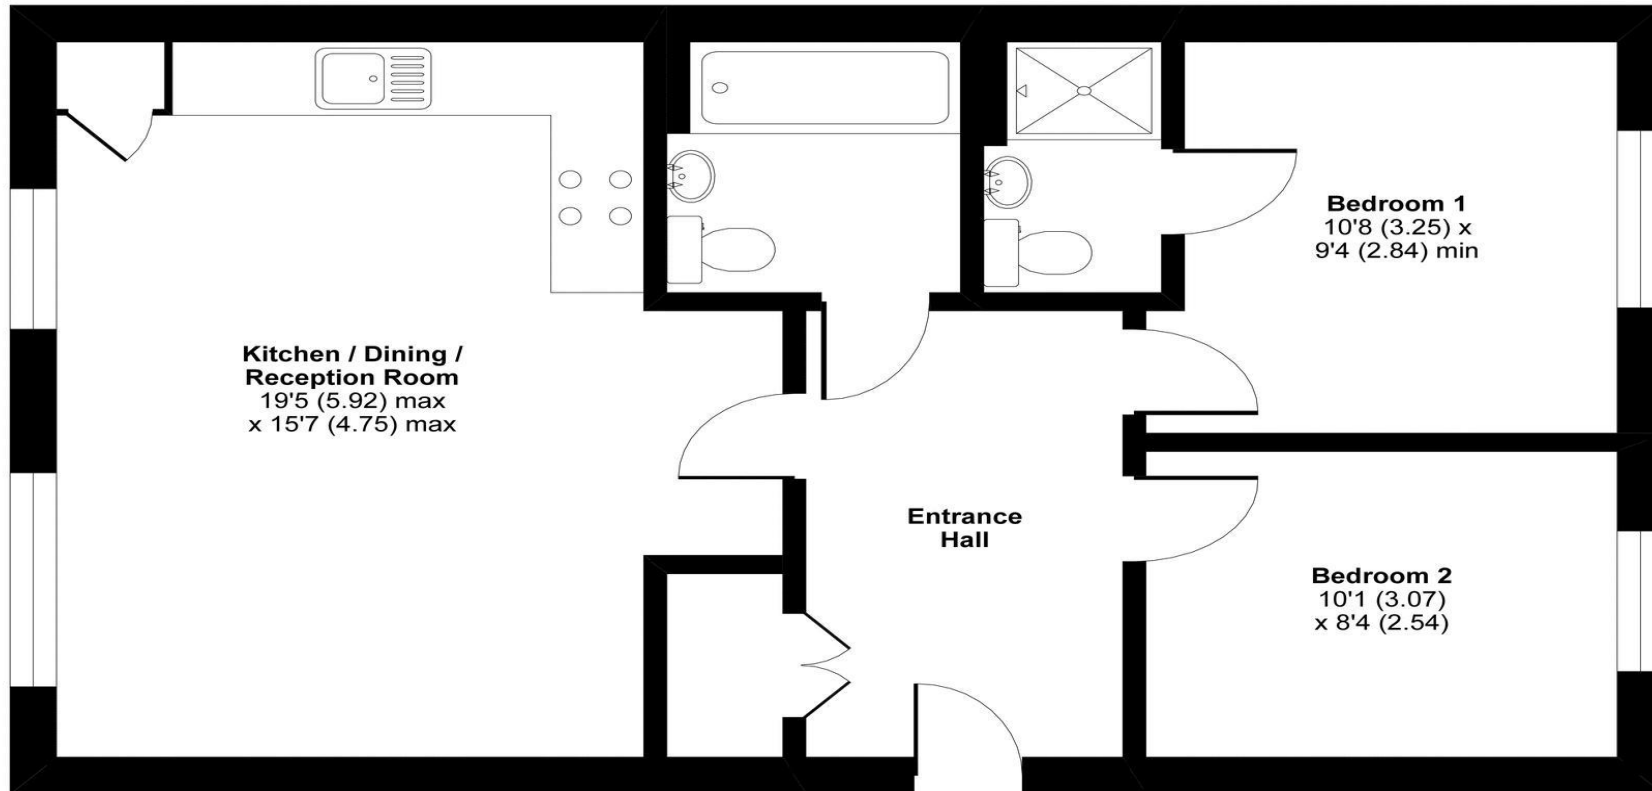 Kitchen / Dining /
Reception Room
19'5 (5.92) max
x 15'7 (4.75) max
Entrance
Hall
Bedroom 1
10'8 (3.25) x
9'4 (2.84) min
Bedroom 2
10'1 (3.07)
x 8'4 (2.54)